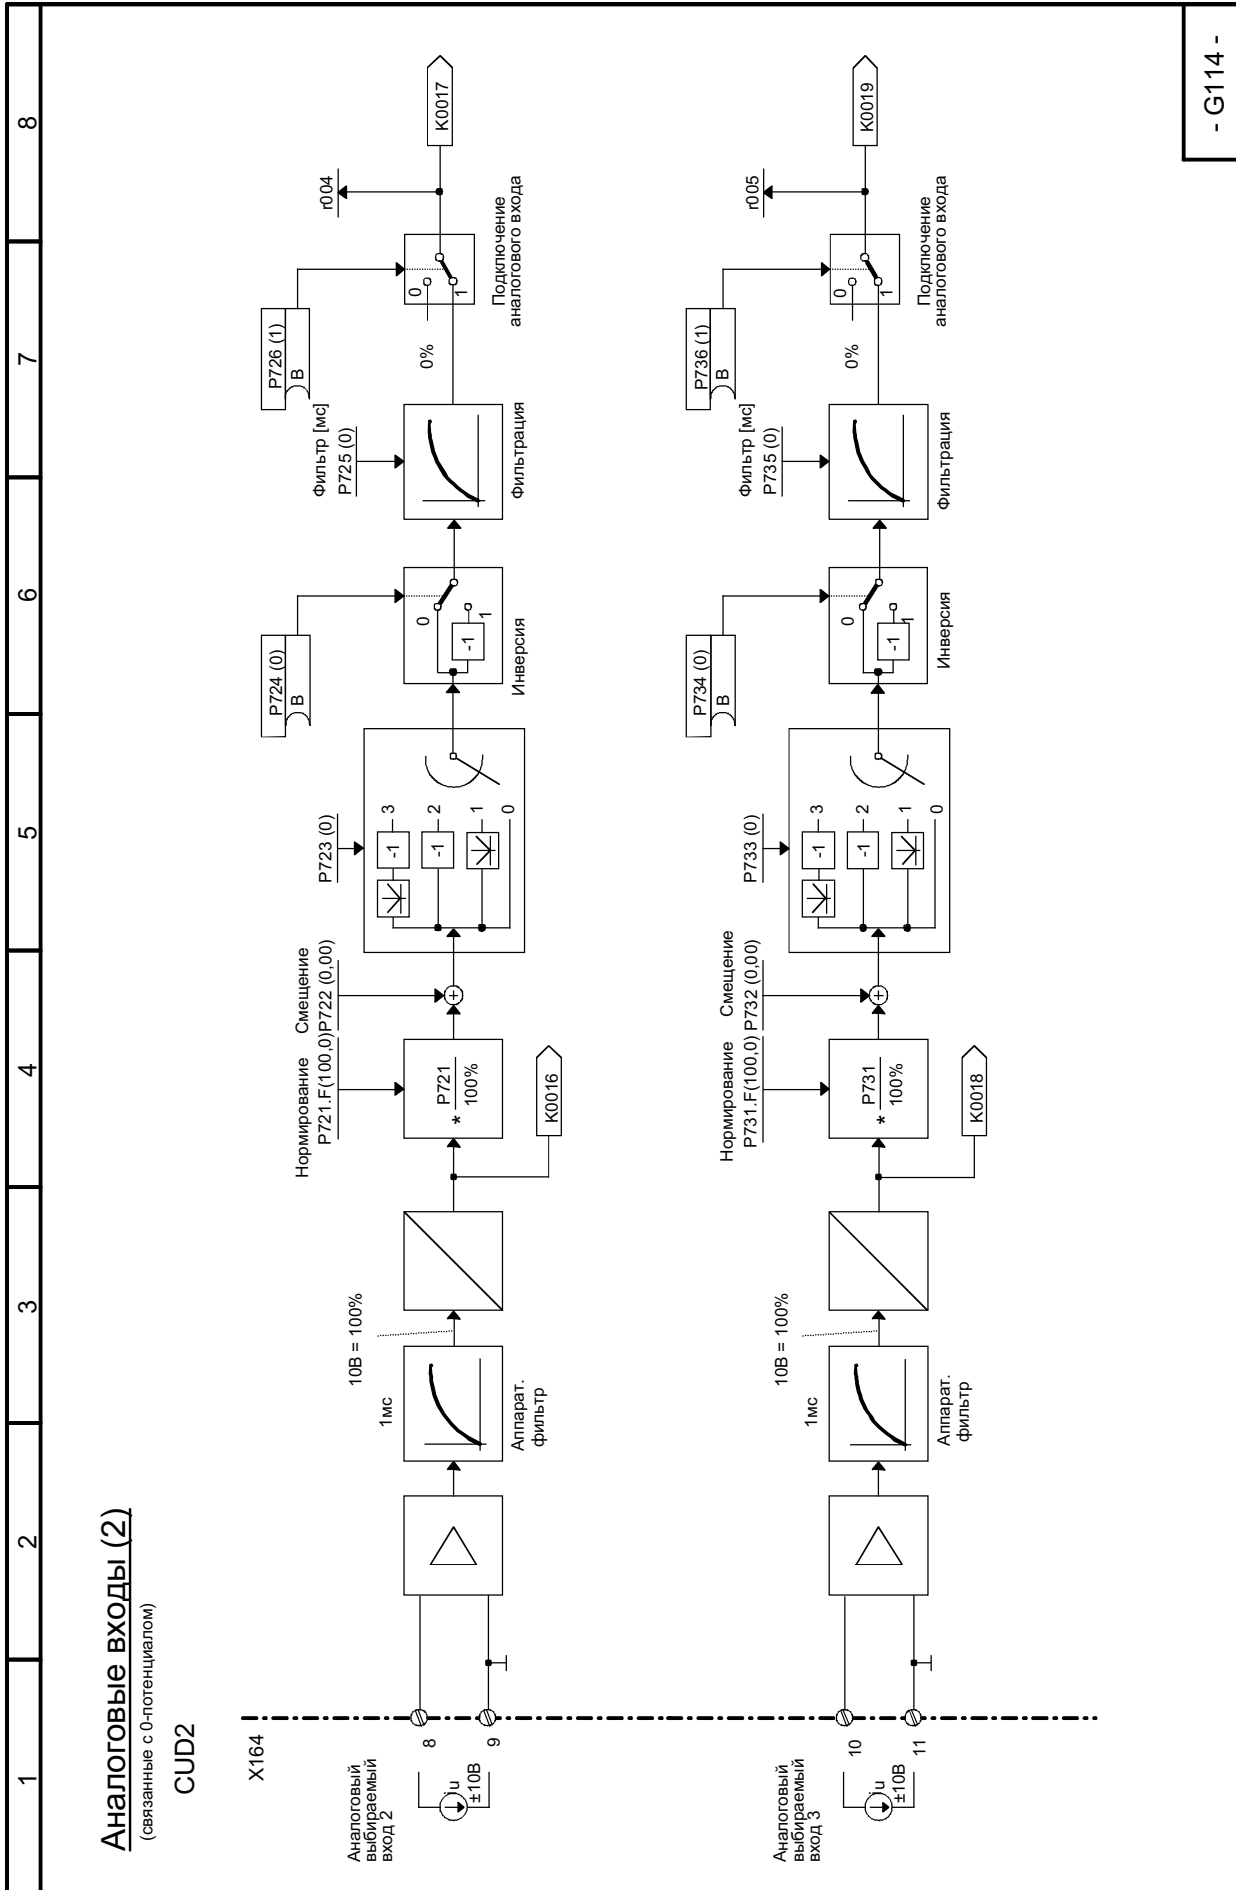 1 2 3 4 5 6 7 8
Аналоговые входы (2)
(связанные с 0-потенциалом)
CUD2
X164
Аналоговый
выбираемый
вход 2
u
±10В
8
9
1мс
Аппарат.
фильтр
10В = 100%
K0016
Нормирование
P721.F(100,0)
* P721
100%
Смещение
P722 (0,00)
+
P723 (0)
-1 3
-1 2
1
0
P724 (0)
B
0
-1
1
Инверсия
Фильтр [мс]
P725 (0)
Фильтрация
P726 (1)
B
0%
0
1
Подключение
аналогового входа
r004
K0017
Аналоговый
выбираемый
вход 3
u
±10В
10
11
1мс
Аппарат.
фильтр
10В = 100%
K0018
Нормирование
P731.F(100,0)
* P731
100%
Смещение
P732 (0,00)
+
P733 (0)
-1 3
-1 2
1
0
P734 (0)
B
0
-1
1
Инверсия
Фильтр [мс]
P735 (0)
Фильтрация
P736 (1)
B
0%
0
1
Подключение
аналогового входа
r005
K0019
- G114 -